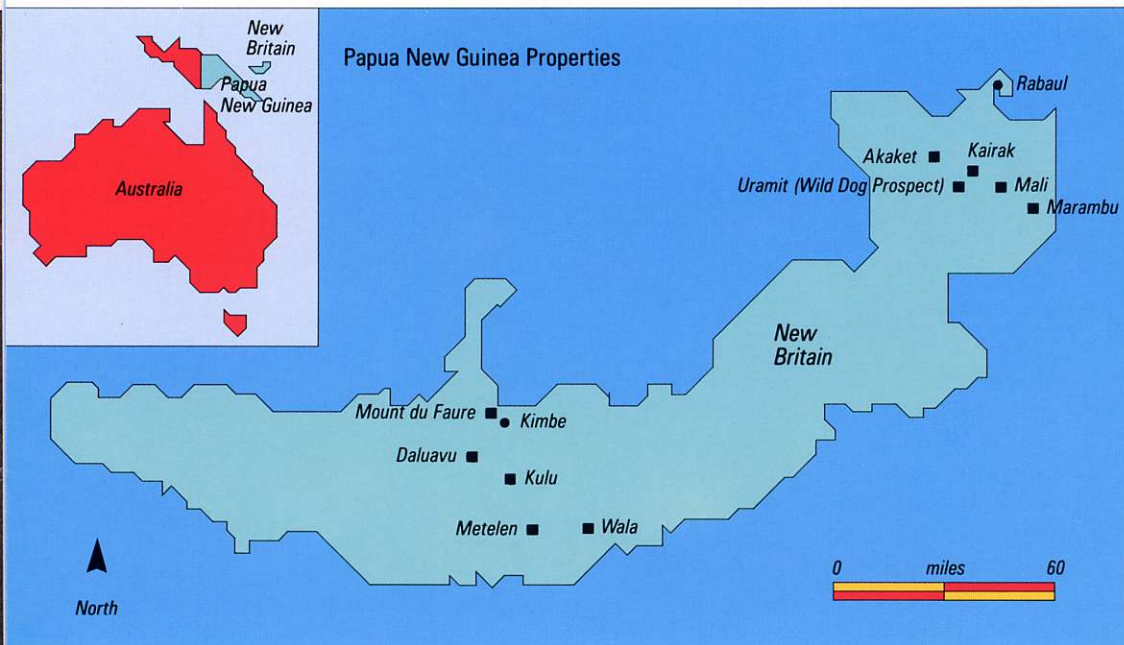 New
Britain
Papua
New Guinea
Australia
Papua New Guinea Properties
Rabaul
Akaket
Kairak
Uramit (Wild Dog Prospect)
Mali
Marambu
New
Britain
Mount du Faure
Kimbe
Daluavu
Kulu
Metelen
Wala
North
0 miles 60